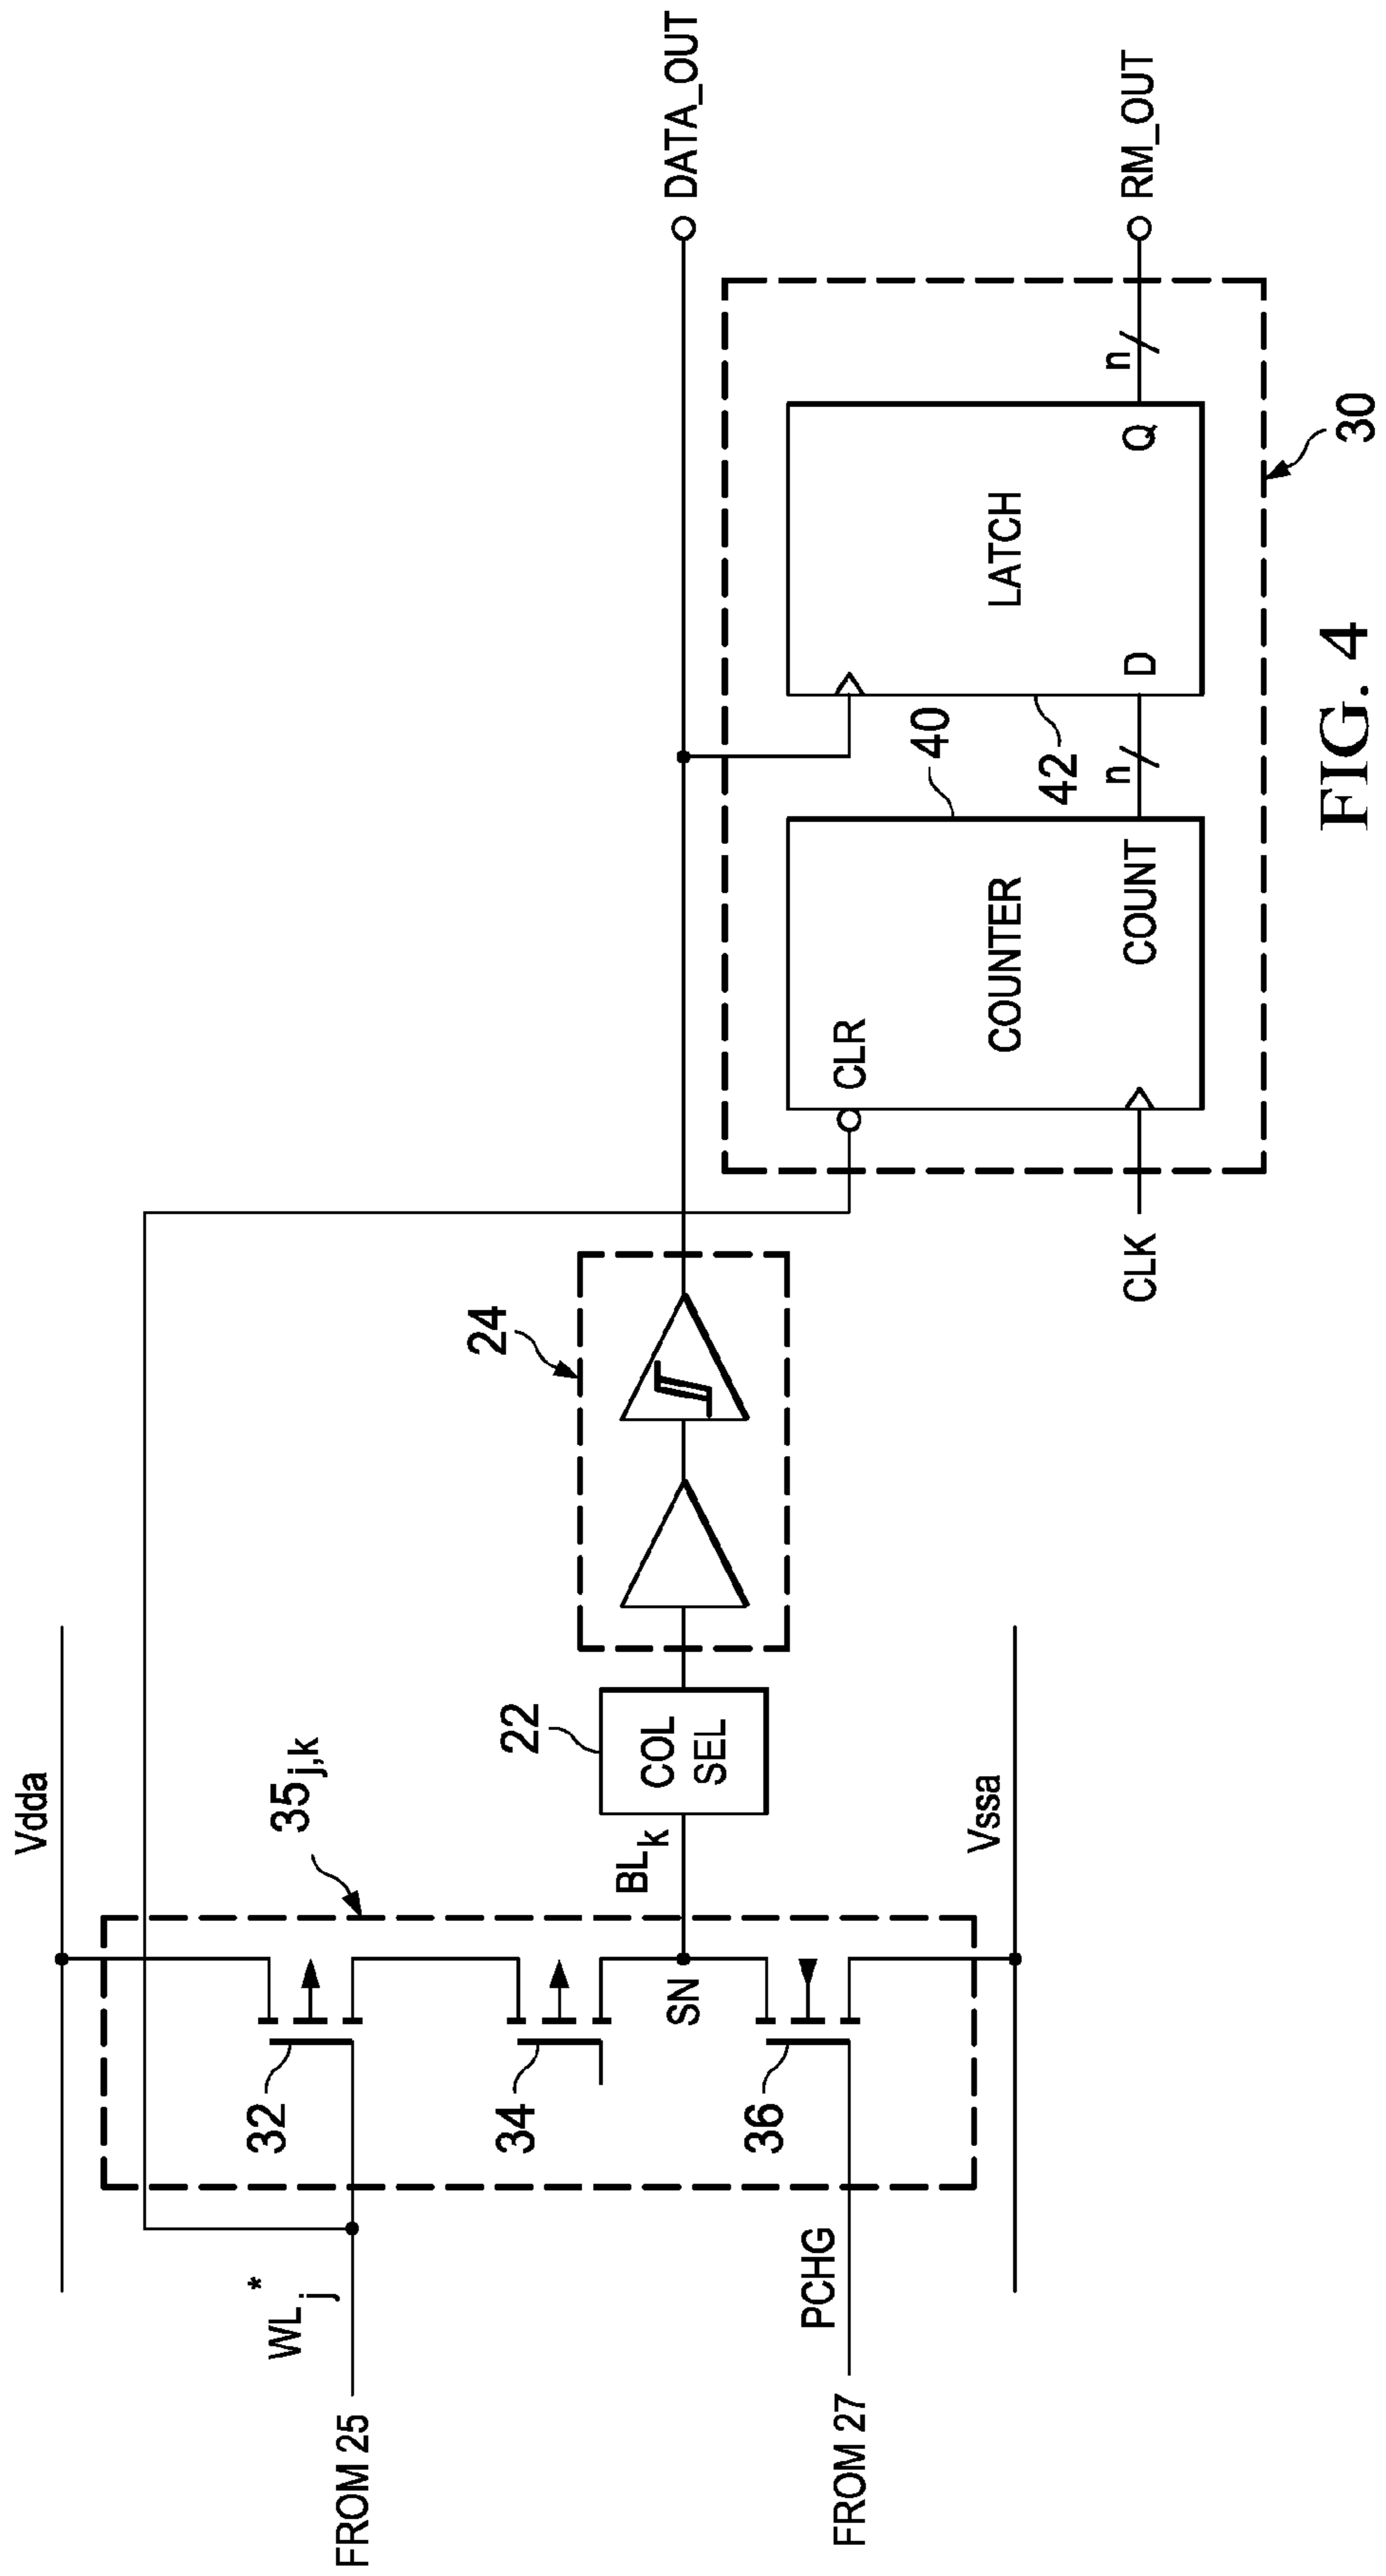 Vdda
35j,k
WLj*
FROM 25
32
34
SN
BLk
22
COL
SEL
24
DATA_OUT
36
PCHG
FROM 27
Vssa
CLR
COUNTER
COUNT
CLK
40
42
LATCH
D
Q
n
n
RM_OUT
30
FIG. 4